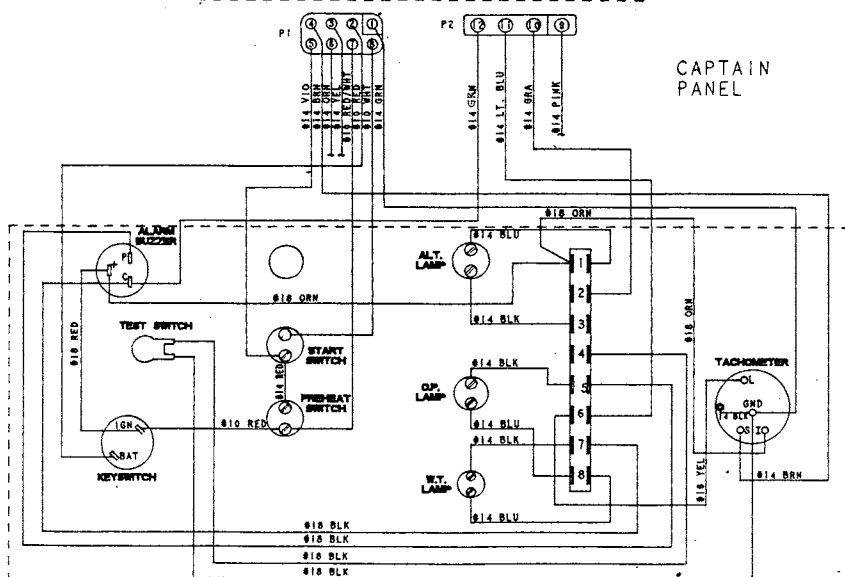 P1
4 3 2 1
5 6 7 8
P2
12 11 10 9
CAPTAIN
PANEL
#14 VIO
#14 BRN
#14 ORN
#14 YEL
#10 RED/WHT
#10 RED
#10 WHT
#14 GRN
#14 GRN
#14 LT. BLU
#14 GRA
#14 PINK
#18 ORN
ALARM
BUZZER
P
+
C
#14 BLU
ALT.
LAMP
1
2
3
4
5
6
7
8
#18 ORN
#14 BLK
#18 ORN
#18 RED
TEST SWITCH
START
SWITCH
#14 RED
PREHEAT
SWITCH
#14 BLK
O.P.
LAMP
#14 BLU
#14 BLK
TACHOMETER
L
GND
#14 BLK
S I
IGN
#10 RED
BAT
KEYSWITCH
W.T.
LAMP
#14 BLU
#16 YEL
#14 BRN
#18 BLK
#18 BLK
#18 BLK
#18 BLK